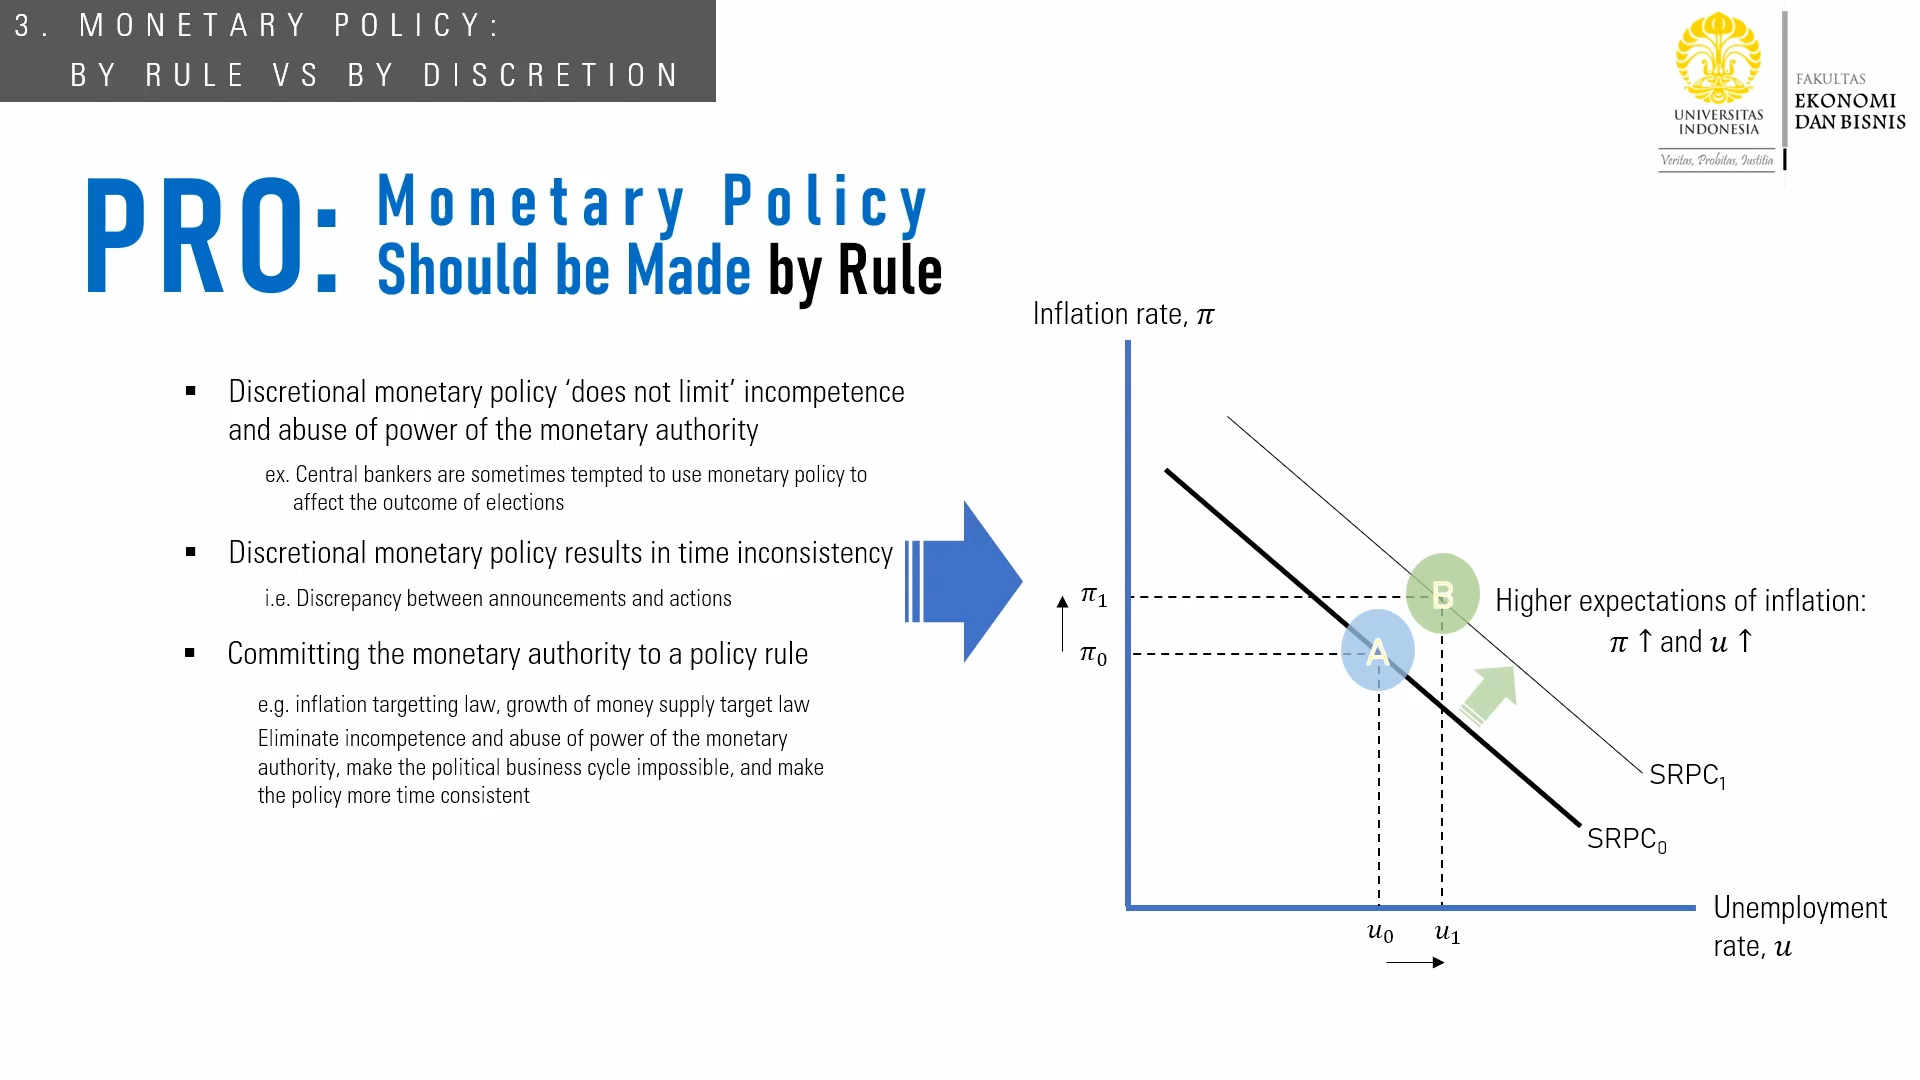 3. MONETARY POLICY:
BY RULE VS BY DISCRETION
UNIVERSITAS
INDONESIA
Veritas, Probitas, Justitia
FAKULTAS
EKONOMI
DAN BISNIS
PRO:
Monetary Policy
Should be Made by Rule
▪ Discretional monetary policy ‘does not limit’ incompetence
and abuse of power of the monetary authority
ex. Central bankers are sometimes tempted to use monetary policy to
affect the outcome of elections
▪ Discretional monetary policy results in time inconsistency
i.e. Discrepancy between announcements and actions
▪ Committing the monetary authority to a policy rule
e.g. inflation targetting law, growth of money supply target law
Eliminate incompetence and abuse of power of the monetary
authority, make the political business cycle impossible, and make
the policy more time consistent
Inflation rate, π
π₁
π₀
B
A
Higher expectations of inflation:
π ↑ and u ↑
SRPC₁
SRPC₀
u₀ u₁
Unemployment
rate, u